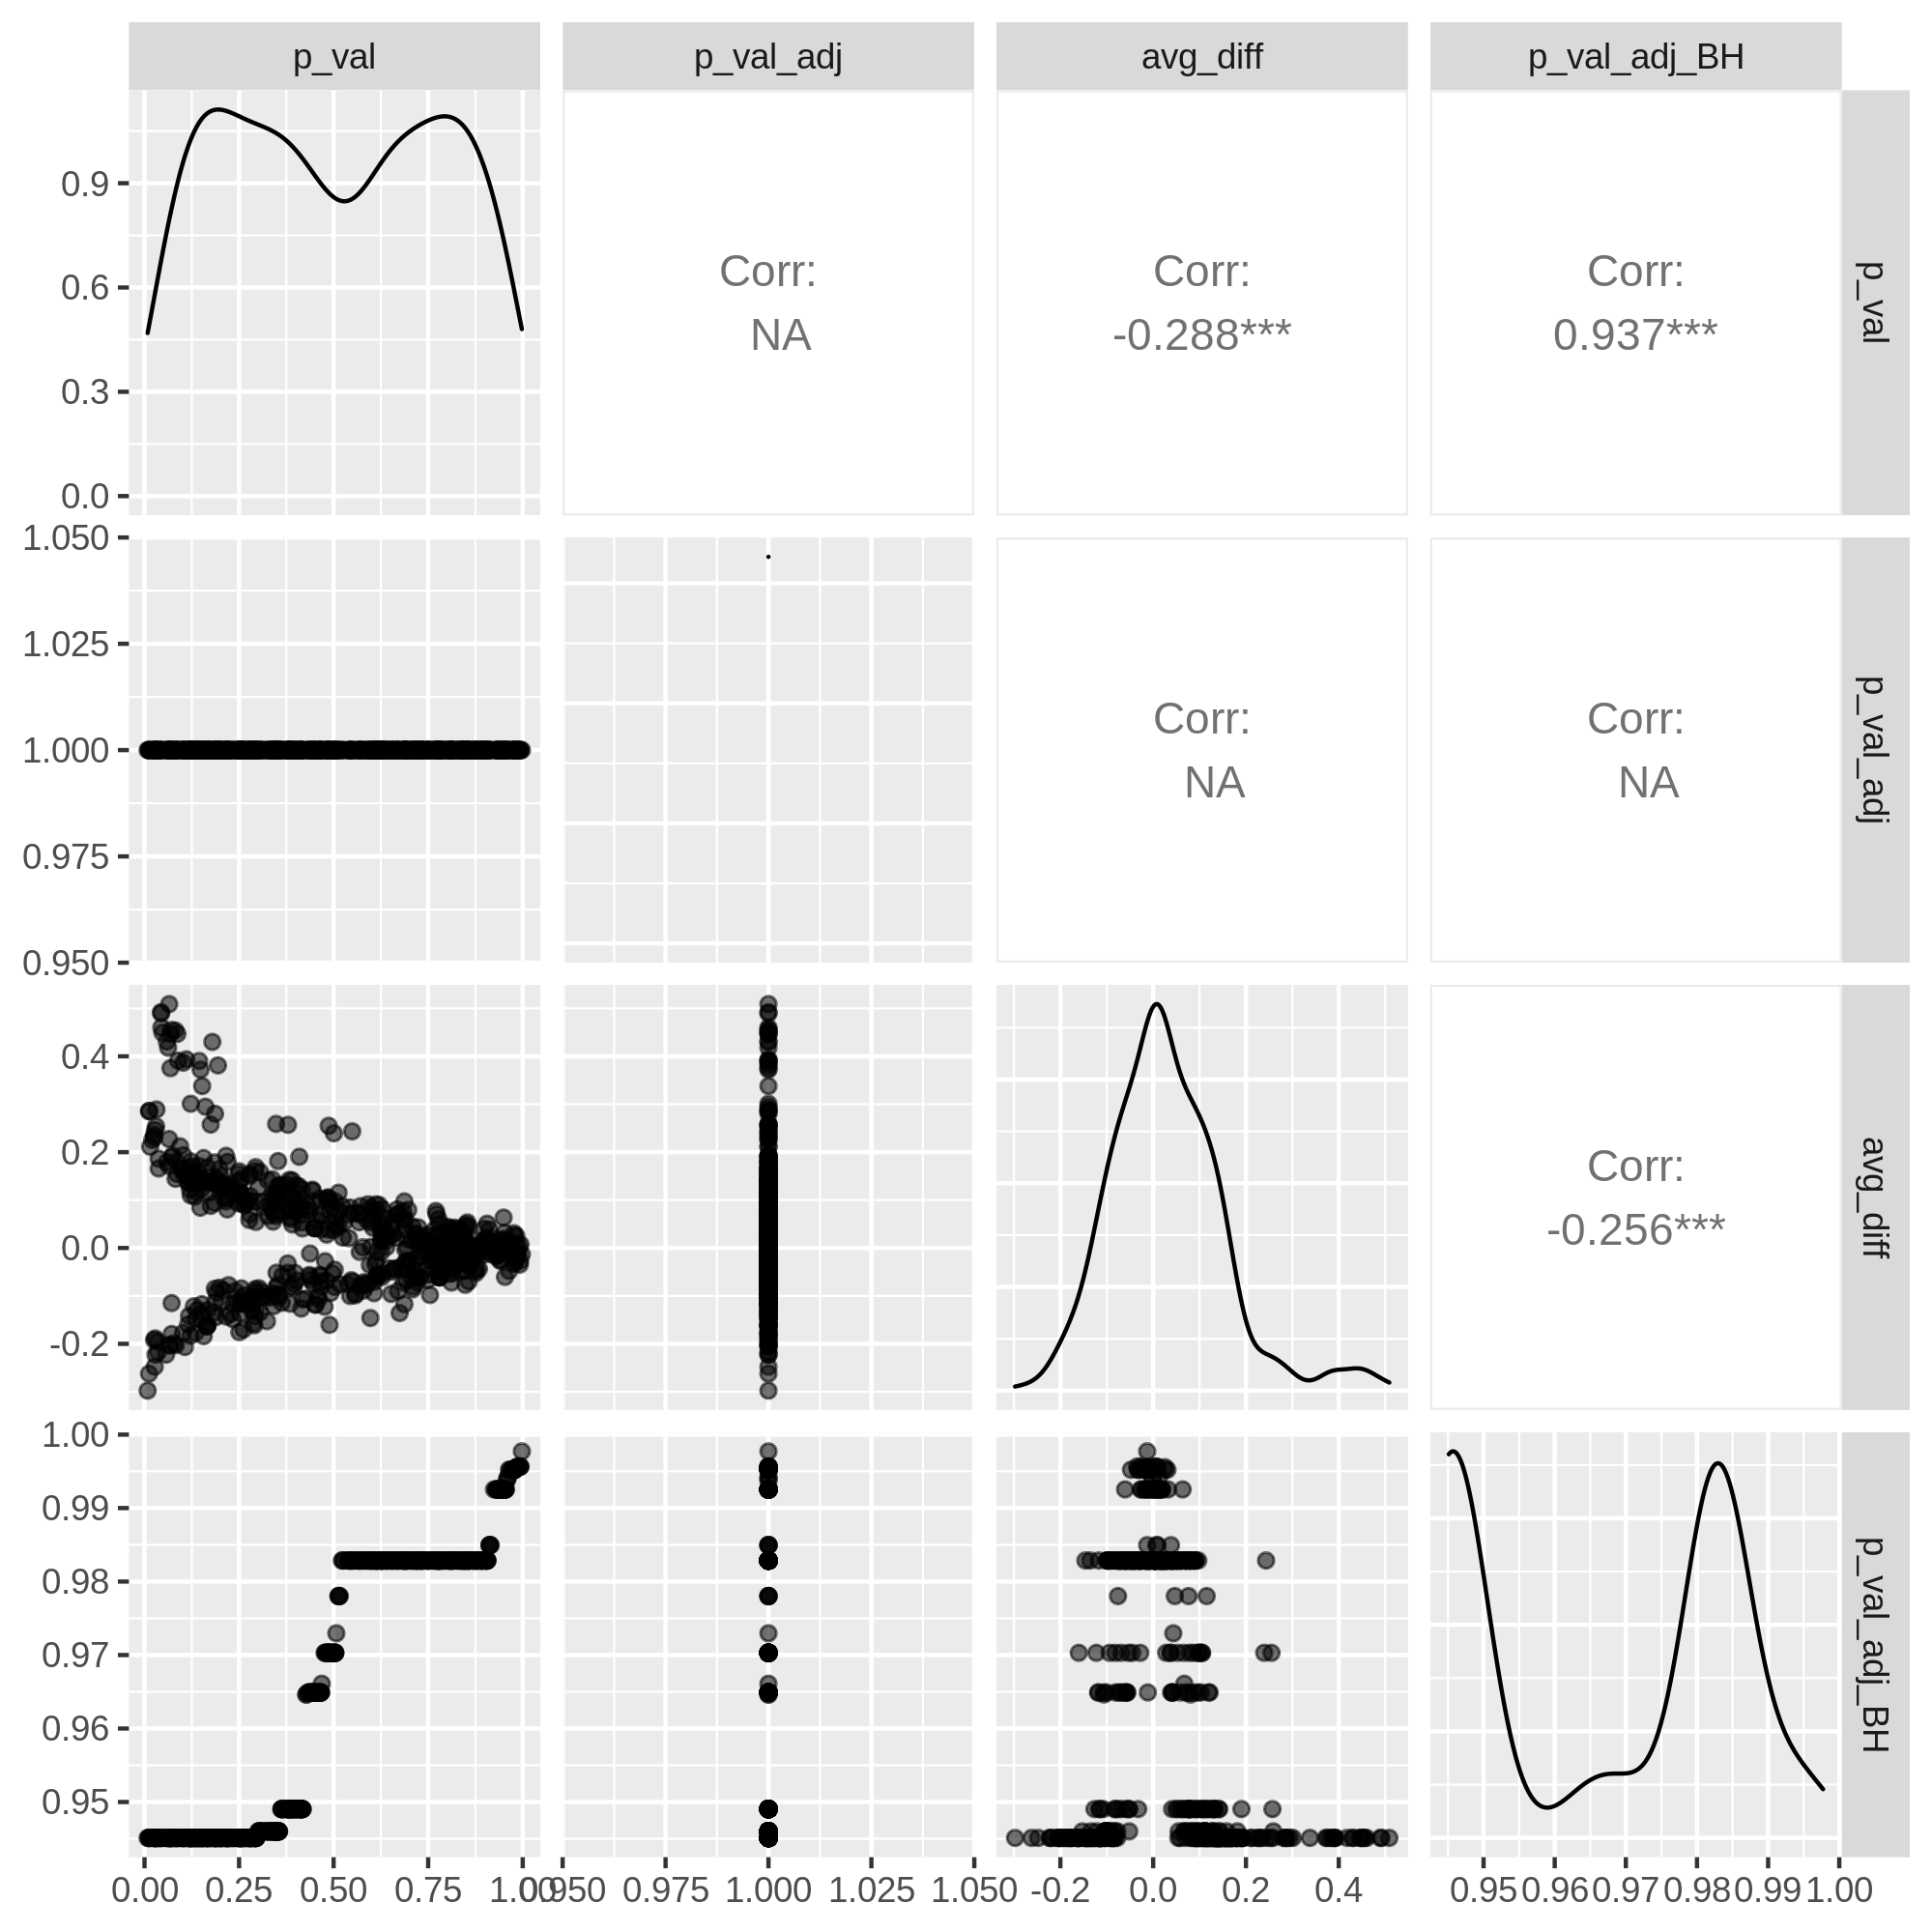 p_val
p_val_adj
avg_diff
p_val_adj_BH
0.9
0.6
0.3
0.0
Corr:
NA
Corr:
-0.288***
Corr:
0.937***
p_val
1.050
1.025
1.000
0.975
0.950
Corr:
NA
Corr:
NA
p_val_adj
0.4
0.2
0.0
-0.2
Corr:
-0.256***
avg_diff
1.00
0.99
0.98
0.97
0.96
0.95
p_val_adj_BH
0.00 0.25 0.50 0.75 1.00
0.950 0.975 1.000 1.025 1.050
-0.2 0.0 0.2 0.4
0.95 0.96 0.97 0.98 0.99 1.00